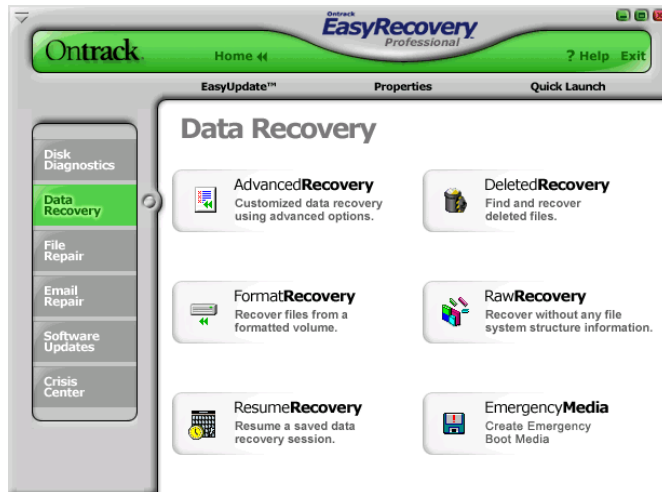 Ontrack
EasyRecovery
Professional
Ontrack.
Home
? Help Exit
EasyUpdate™ Properties Quick Launch
Disk
Diagnostics
Data
Recovery
File
Repair
Email
Repair
Software
Updates
Crisis
Center
Data Recovery
AdvancedRecovery
Customized data recovery
using advanced options.
DeletedRecovery
Find and recover
deleted files.
FormatRecovery
Recover files from a
formatted volume.
RawRecovery
Recover without any file
system structure information.
ResumeRecovery
Resume a saved data
recovery session.
EmergencyMedia
Create Emergency
Boot Media